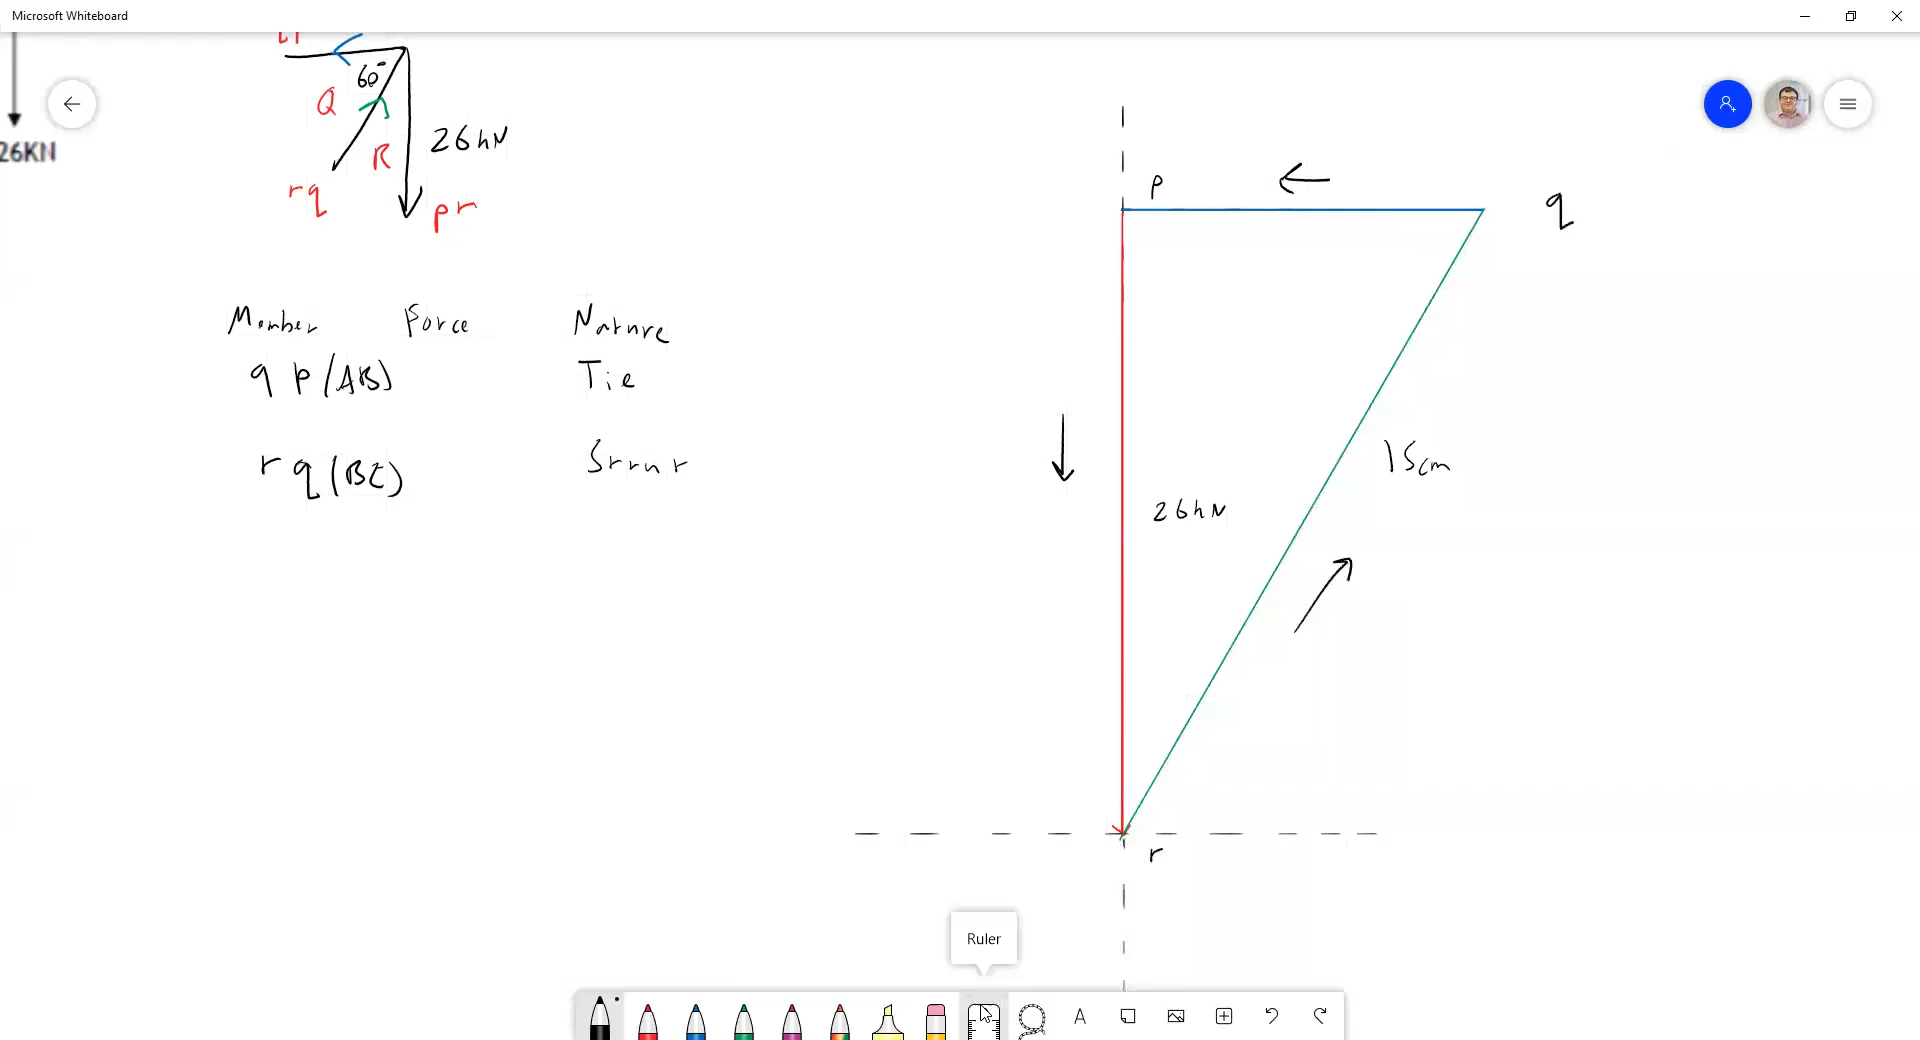 Microsoft Whiteboard
60°
Q
26KN
26kN
R
rq
pr
p
q
Member Force Nature
qp (AB) Tie
rq (BC) Strut
15cm
26kN
r
Ruler
A